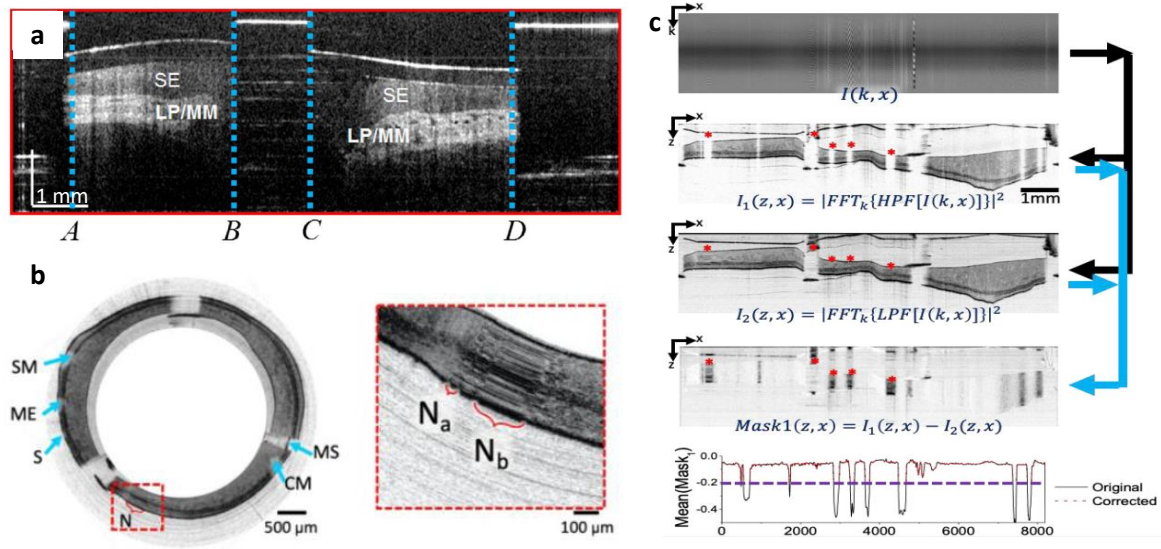 a
SE
LP/MM
SE
LP/MM
1 mm
A B C D
b
SM
ME
S
N
MS
CM
500 μm
Na
Nb
100 μm
c
x
k
I(k, x)
x
z
1mm
I₁(z, x) = |FFTₖ{HPF[I(k, x)]}|²
x
z
I₂(z, x) = |FFTₖ{LPF[I(k, x)]}|²
x
z
Mask1(z, x) = I₁(z, x) − I₂(z, x)
Mean(Mask,)
0.0
-0.2
-0.4
Original
Corrected
0 2000 4000 6000 8000